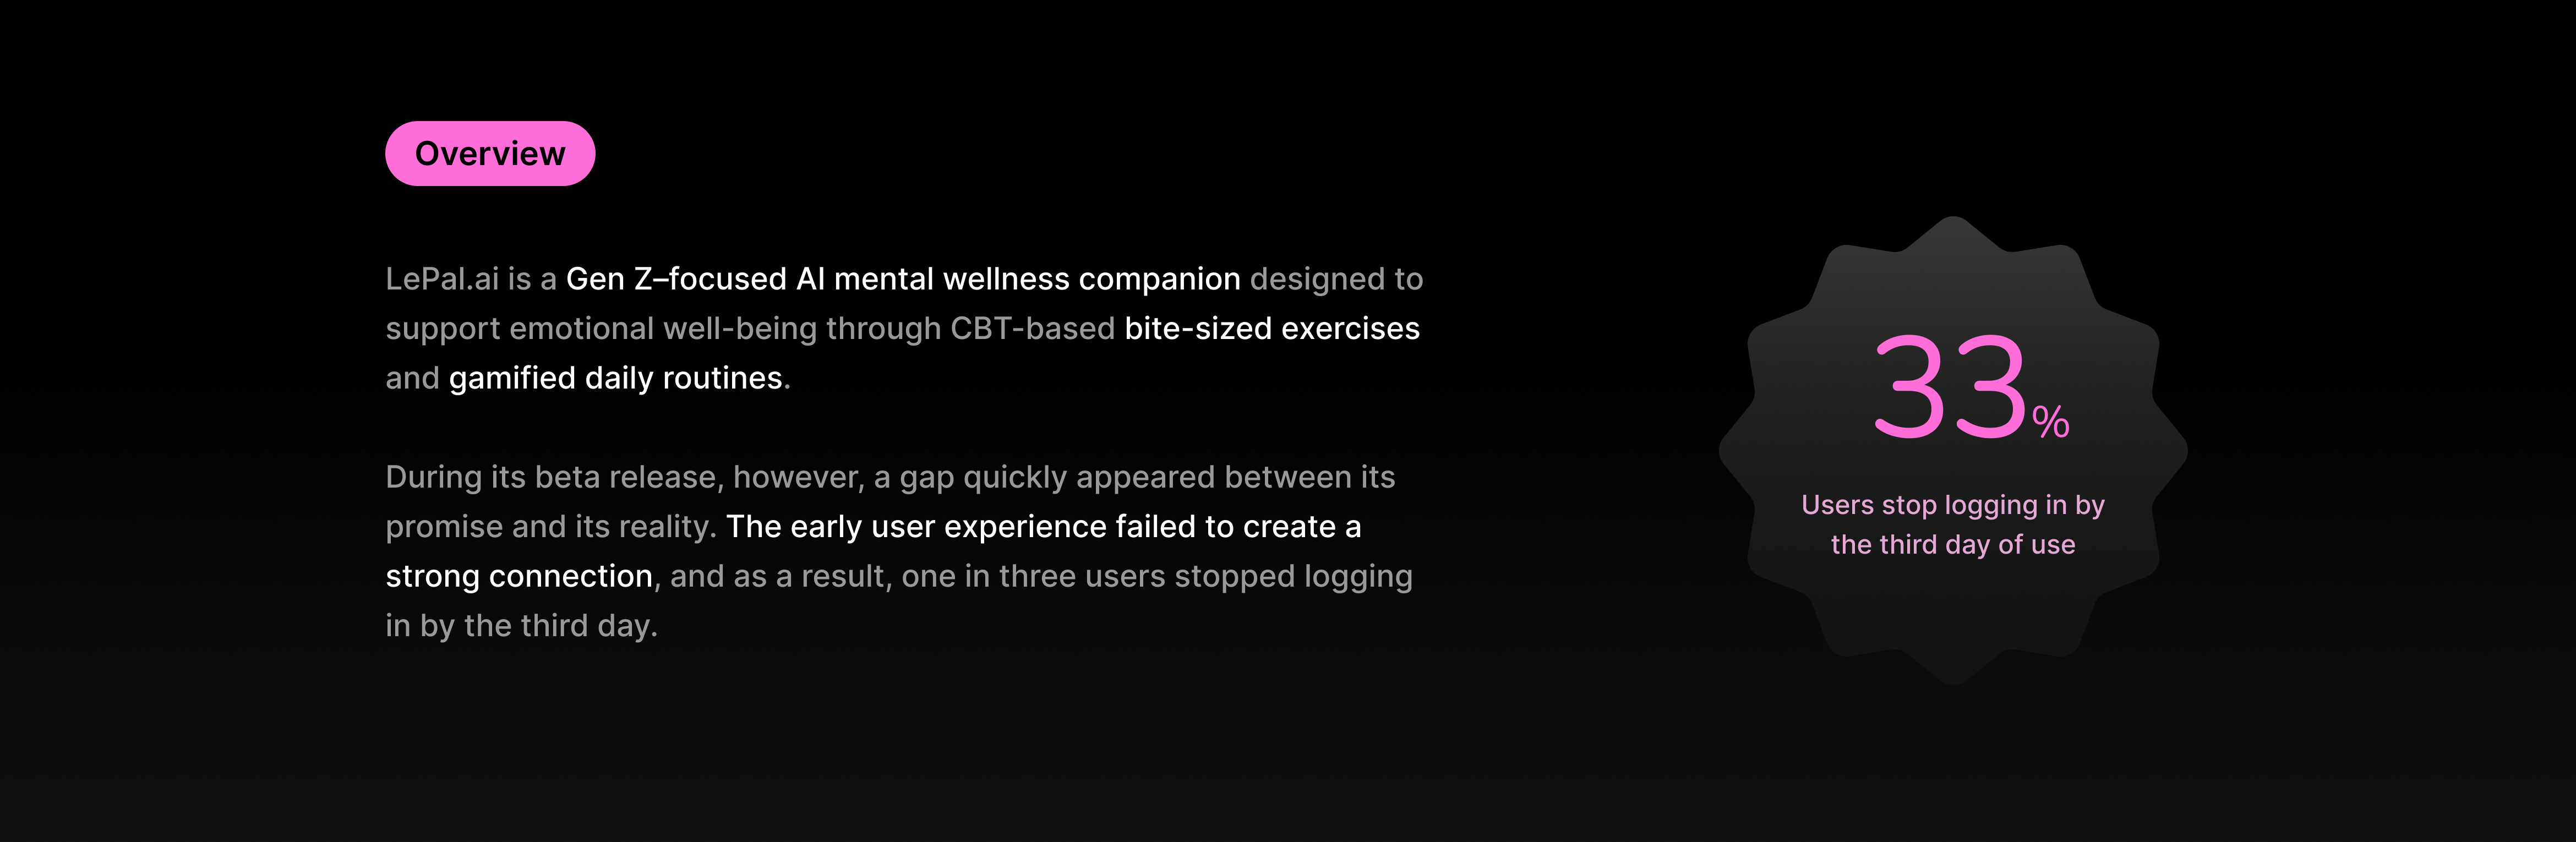 Overview
LePal.ai is a Gen Z–focused AI mental wellness companion designed to
support emotional well-being through CBT-based bite-sized exercises
and gamified daily routines.
During its beta release, however, a gap quickly appeared between its
promise and its reality. The early user experience failed to create a
strong connection, and as a result, one in three users stopped logging
in by the third day.
33%
Users stop logging in by
the third day of use